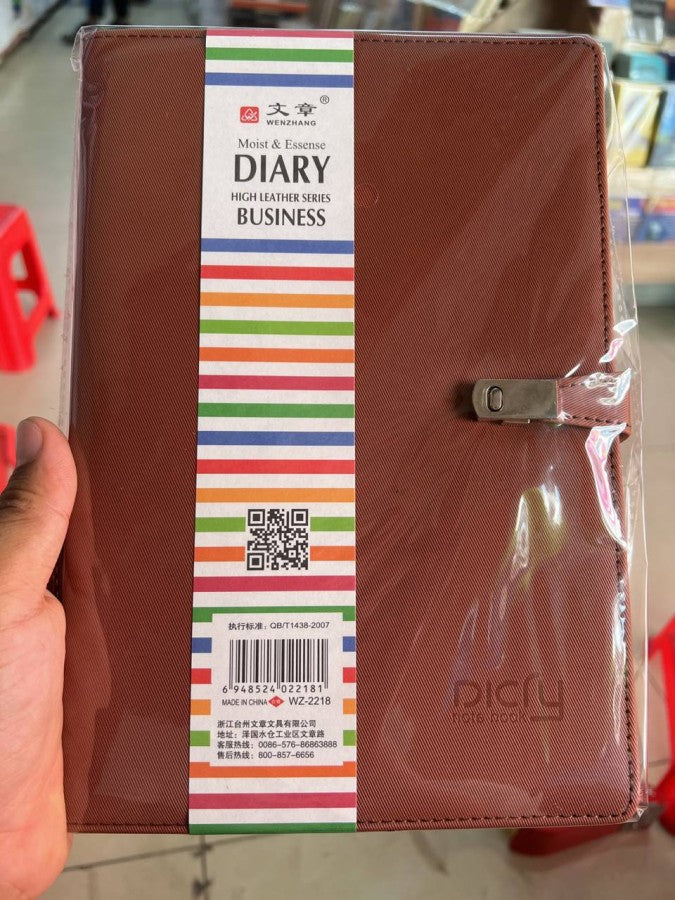 文章®
WENZHANG
Moist & Essense
DIARY
HIGH LEATHER SERIES
BUSINESS
执行标准：QB/T1438-2007
6 948524 022181
MADE IN CHINA WZ-2218
浙江台州文章文具有限公司
地址：泽国水仓工业区文章路
客服热线：0086-576-86863888
售后热线：800-857-6656
DICry
note book